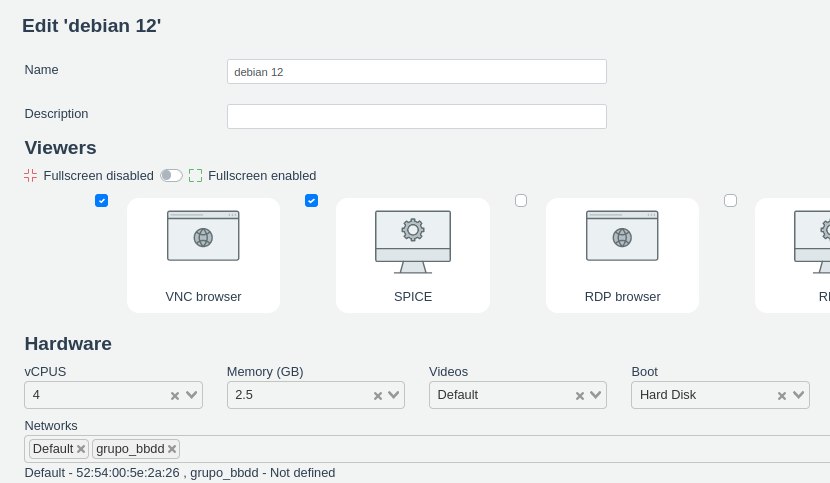 Edit 'debian 12'
Name
debian 12
Description
Viewers
Fullscreen disabled Fullscreen enabled
VNC browser SPICE RDP browser
Hardware
vCPUS Memory (GB) Videos Boot
4 2.5 Default Hard Disk
Networks
Default grupo_bbdd
Default - 52:54:00:5e:2a:26 , grupo_bbdd - Not defined